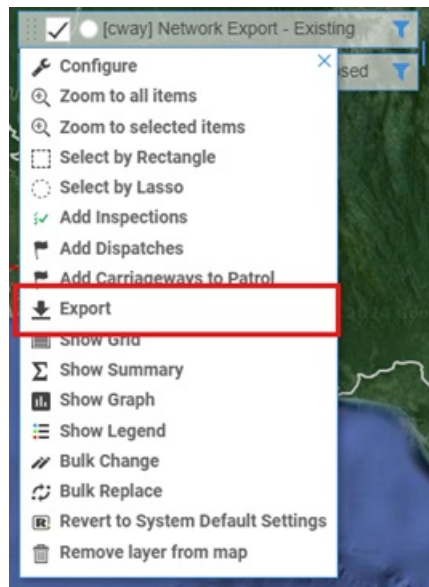 [cway] Network Export - Existing
Configure
Zoom to all items
Zoom to selected items
Select by Rectangle
Select by Lasso
Add Inspections
Add Dispatches
Add Carriageways to Patrol
Export
Show Grid
Show Summary
Show Graph
Show Legend
Bulk Change
Bulk Replace
Revert to System Default Settings
Remove layer from map